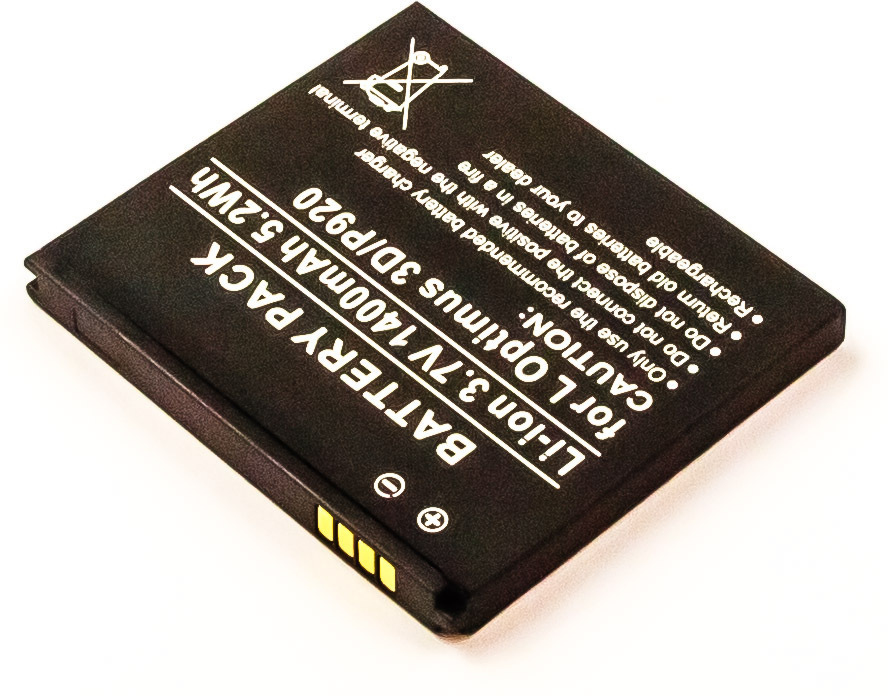 BATTERY PACK
Li-ion 3.7V 1400mAh 5.2Wh
for L Optimus 3D/P920
CAUTION:
• Only use the recommended battery charger
• Do not connect the positive with the negative terminal
• Do not dispose of batteries in a fire
• Return old batteries to your dealer
• Rechargeable